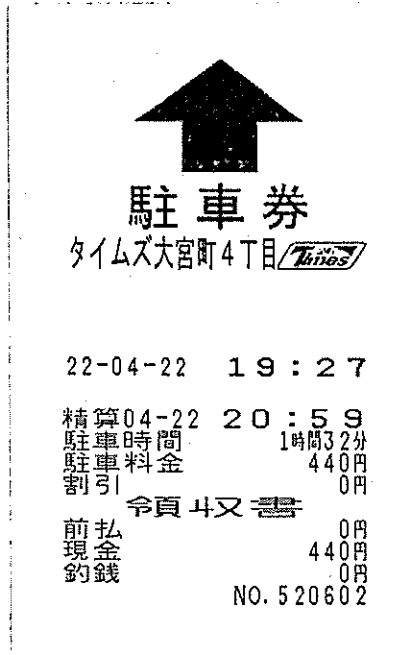 駐車券
タイムズ大宮町4丁目 Times
22-04-22 19:27
精算04-22 20:59
駐車時間 1時間32分
駐車料金 440円
割引 0円
領収書
前払 0円
現金 440円
釣銭 0円
NO.520602